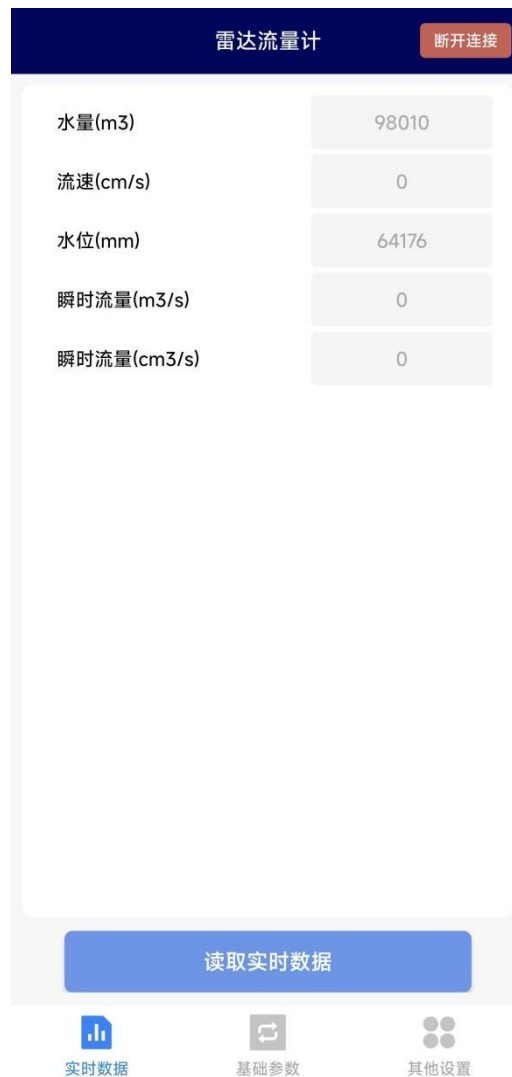 雷达流量计 断开连接
水量(m3) 98010
流速(cm/s) 0
水位(mm) 64176
瞬时流量(m3/s) 0
瞬时流量(cm3/s) 0
读取实时数据
实时数据 基础参数 其他设置